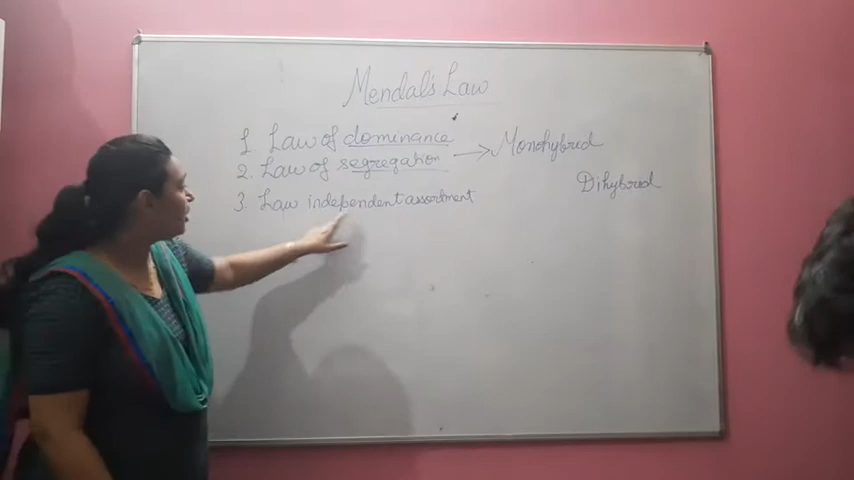 Mendal's Law
1. Law of dominance
2. Law of segregation → Monohybrid
Dihybrid
3. Law independent assortment